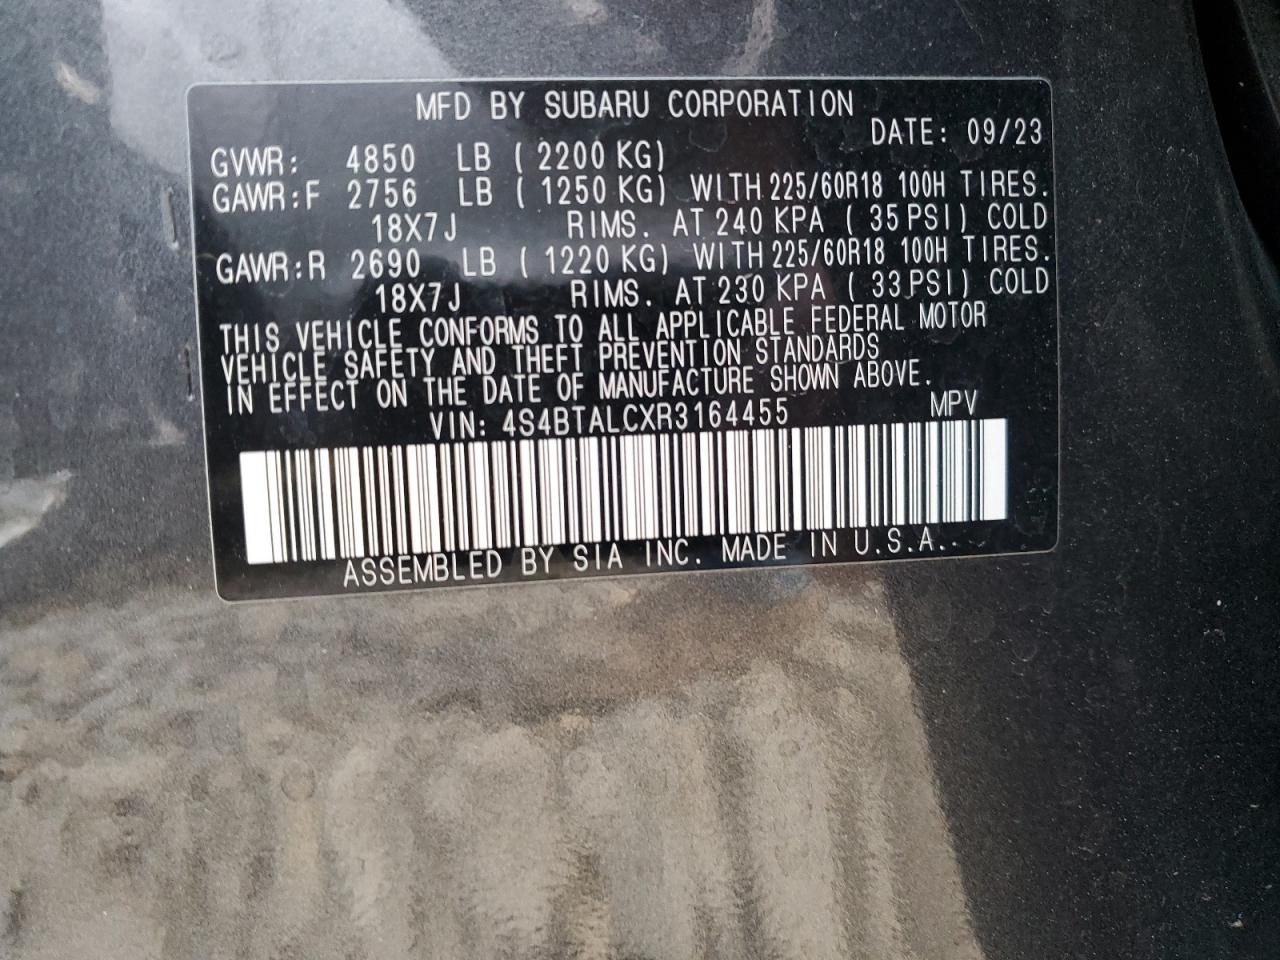 MFD BY SUBARU CORPORATION
DATE: 09/23
GVWR: 4850 LB ( 2200 KG)
GAWR:F 2756 LB ( 1250 KG) WITH 225/60R18 100H TIRES.
18X7J RIMS. AT 240 KPA ( 35 PSI) COLD
GAWR:R 2690 LB ( 1220 KG) WITH 225/60R18 100H TIRES.
18X7J RIMS. AT 230 KPA ( 33 PSI) COLD
THIS VEHICLE CONFORMS TO ALL APPLICABLE FEDERAL MOTOR
VEHICLE SAFETY AND THEFT PREVENTION STANDARDS
IN EFFECT ON THE DATE OF MANUFACTURE SHOWN ABOVE.
VIN: 4S4BTALCXR3164455 MPV
ASSEMBLED BY SIA INC. MADE IN U.S.A.